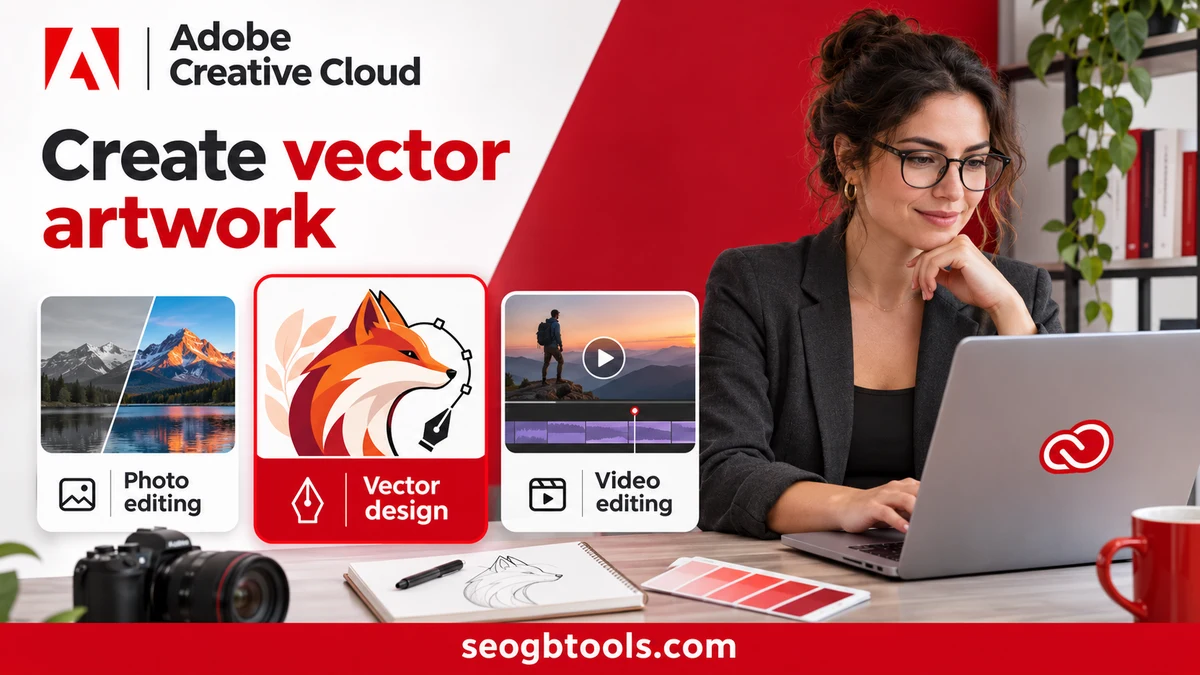 Adobe
Creative Cloud
Create vector
artwork
Photo
editing
Vector
design
Video
editing
seogbtools.com